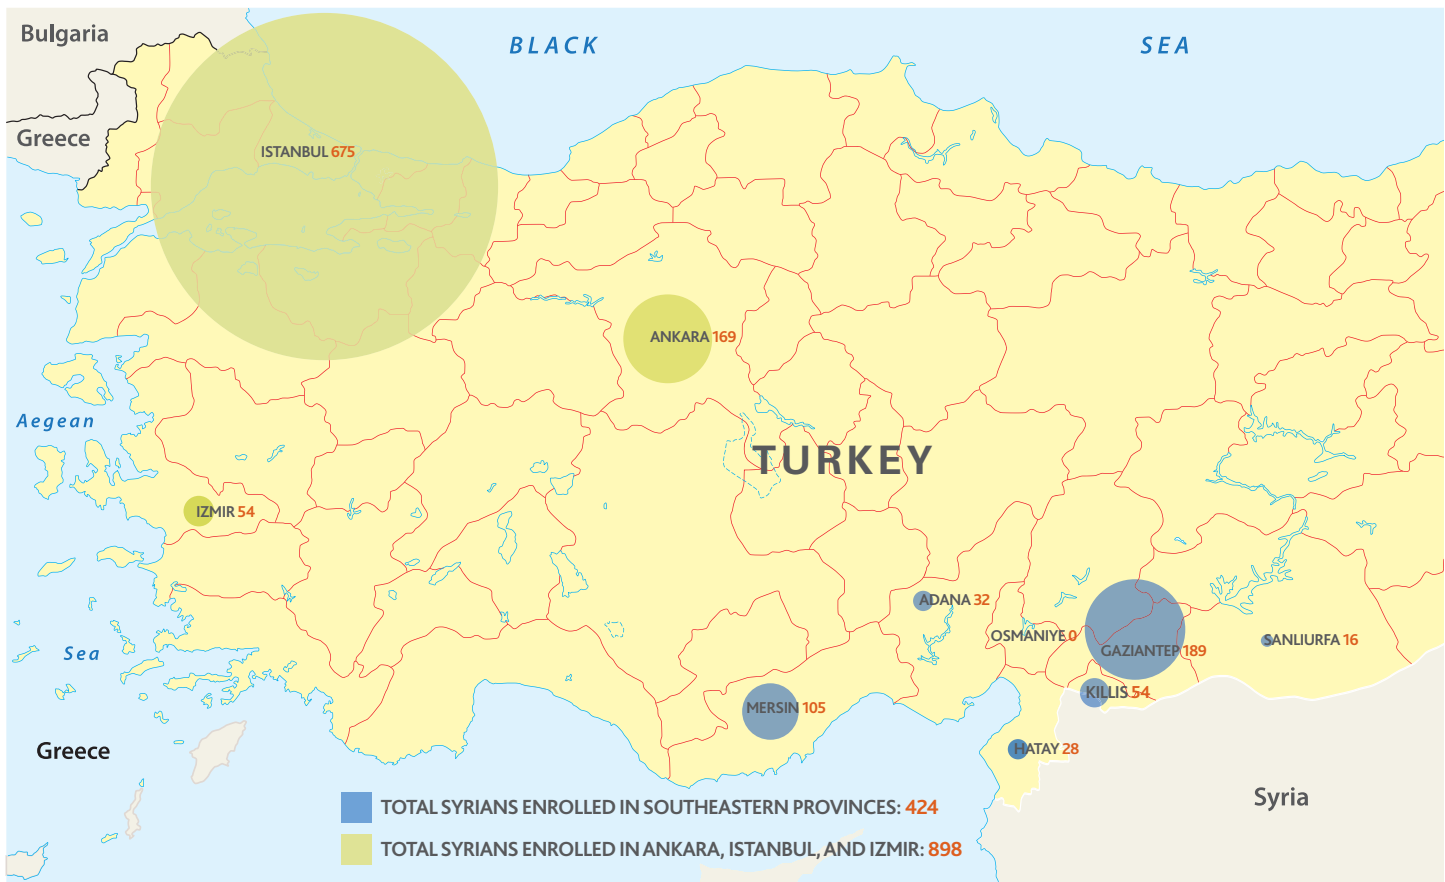 Bulgaria
BLACK SEA
Greece
ISTANBUL 675
ANKARA 169
Aegean
TURKEY
IZMIR 54
ADANA 32
OSMANIYE 0
SANLIURFA 16
GAZIANTEP 189
Sea
KILLIS 54
MERSIN 105
Greece
HATAY 28
Syria
TOTAL SYRIANS ENROLLED IN SOUTHEASTERN PROVINCES: 424
TOTAL SYRIANS ENROLLED IN ANKARA, ISTANBUL, AND IZMIR: 898